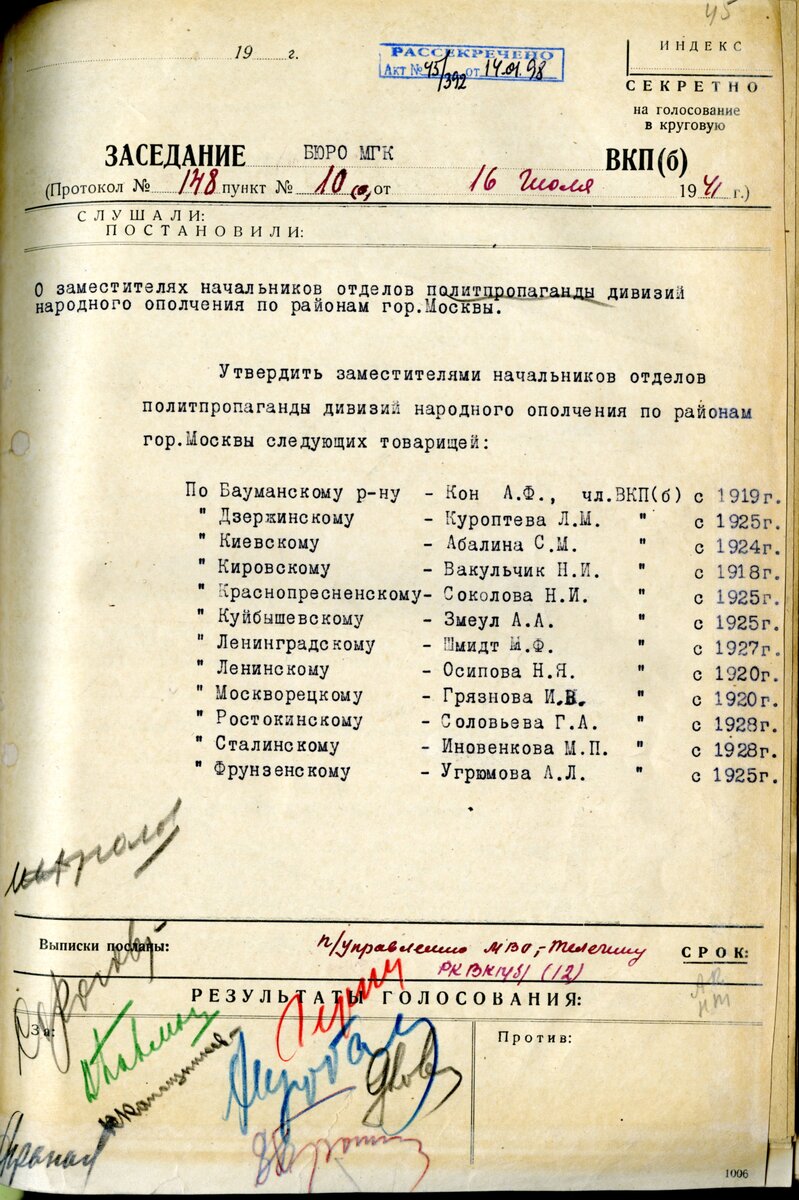 45
19 г.
РАССЕКРЕЧЕНО
Акт № 45/392 от 14.01.98
ИНДЕКС
СЕКРЕТНО
на голосование
в круговую
ЗАСЕДАНИЕ БЮРО МГК ВКП(б)
(Протокол № 148 пункт № 10 от 16 Июля 1941 г.)
СЛУШАЛИ:
ПОСТАНОВИЛИ:
О заместителях начальников отделов политпропаганды дивизий
народного ополчения по районам гор.Москвы.
Утвердить заместителями начальников отделов
политпропаганды дивизий народного ополчения по районам
гор.Москвы следующих товарищей:
По Бауманскому р-ну - Кон А.Ф., чл.ВКП(б) с 1919г.
" Дзержинскому - Куроптева Л.М. " с 1925г.
" Киевскому - Абалина С.М. " с 1924г.
" Кировскому - Вакульчик Н.И. " с 1918г.
" Краснопресненскому- Соколова Н.И. " с 1925г.
" Куйбышевскому - Змеул А.А. " с 1925г.
" Ленинградскому - Шмидт М.Ф. " с 1927г.
" Ленинскому - Осипова Н.Я. " с 1920г.
" Москворецкому - Грязнова И.В. " с 1920г.
" Ростокинскому - Соловьева Г.А. " с 1928г.
" Сталинскому - Иновенкова М.П. " с 1928г.
" Фрунзенскому - Угрюмова А.Л. " с 1925г.
Выписки посланы: п/управлению МВО,-Телегину
РК ВКП(б) (12)
СРОК:
РЕЗУЛЬТАТЫ ГОЛОСОВАНИЯ:
За:
Против:
1006